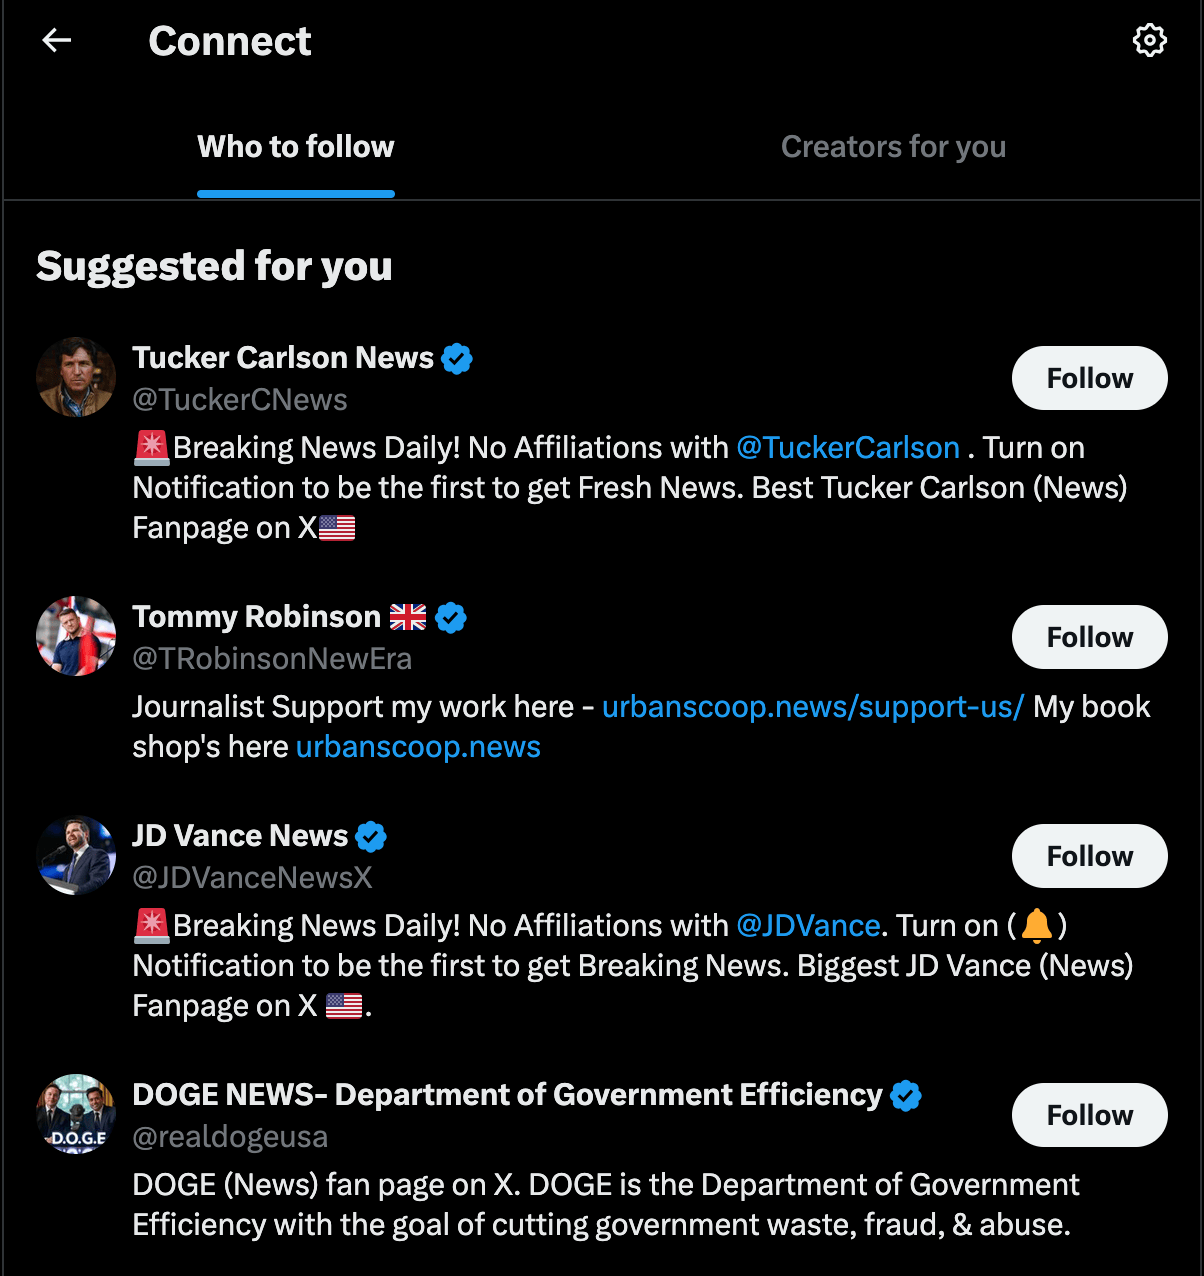 Connect
Who to follow
Creators for you
Suggested for you
Tucker Carlson News
@TuckerCNews
Follow
🚨Breaking News Daily! No Affiliations with @TuckerCarlson . Turn on
Notification to be the first to get Fresh News. Best Tucker Carlson (News)
Fanpage on X🇺🇸
Tommy Robinson 🇬🇧
@TRobinsonNewEra
Follow
Journalist Support my work here - urbanscoop.news/support-us/ My book
shop's here urbanscoop.news
JD Vance News
@JDVanceNewsX
Follow
🚨Breaking News Daily! No Affiliations with @JDVance. Turn on (🔔)
Notification to be the first to get Breaking News. Biggest JD Vance (News)
Fanpage on X 🇺🇸.
D.O.G.E
DOGE NEWS- Department of Government Efficiency
@realdogeusa
Follow
DOGE (News) fan page on X. DOGE is the Department of Government
Efficiency with the goal of cutting government waste, fraud, & abuse.